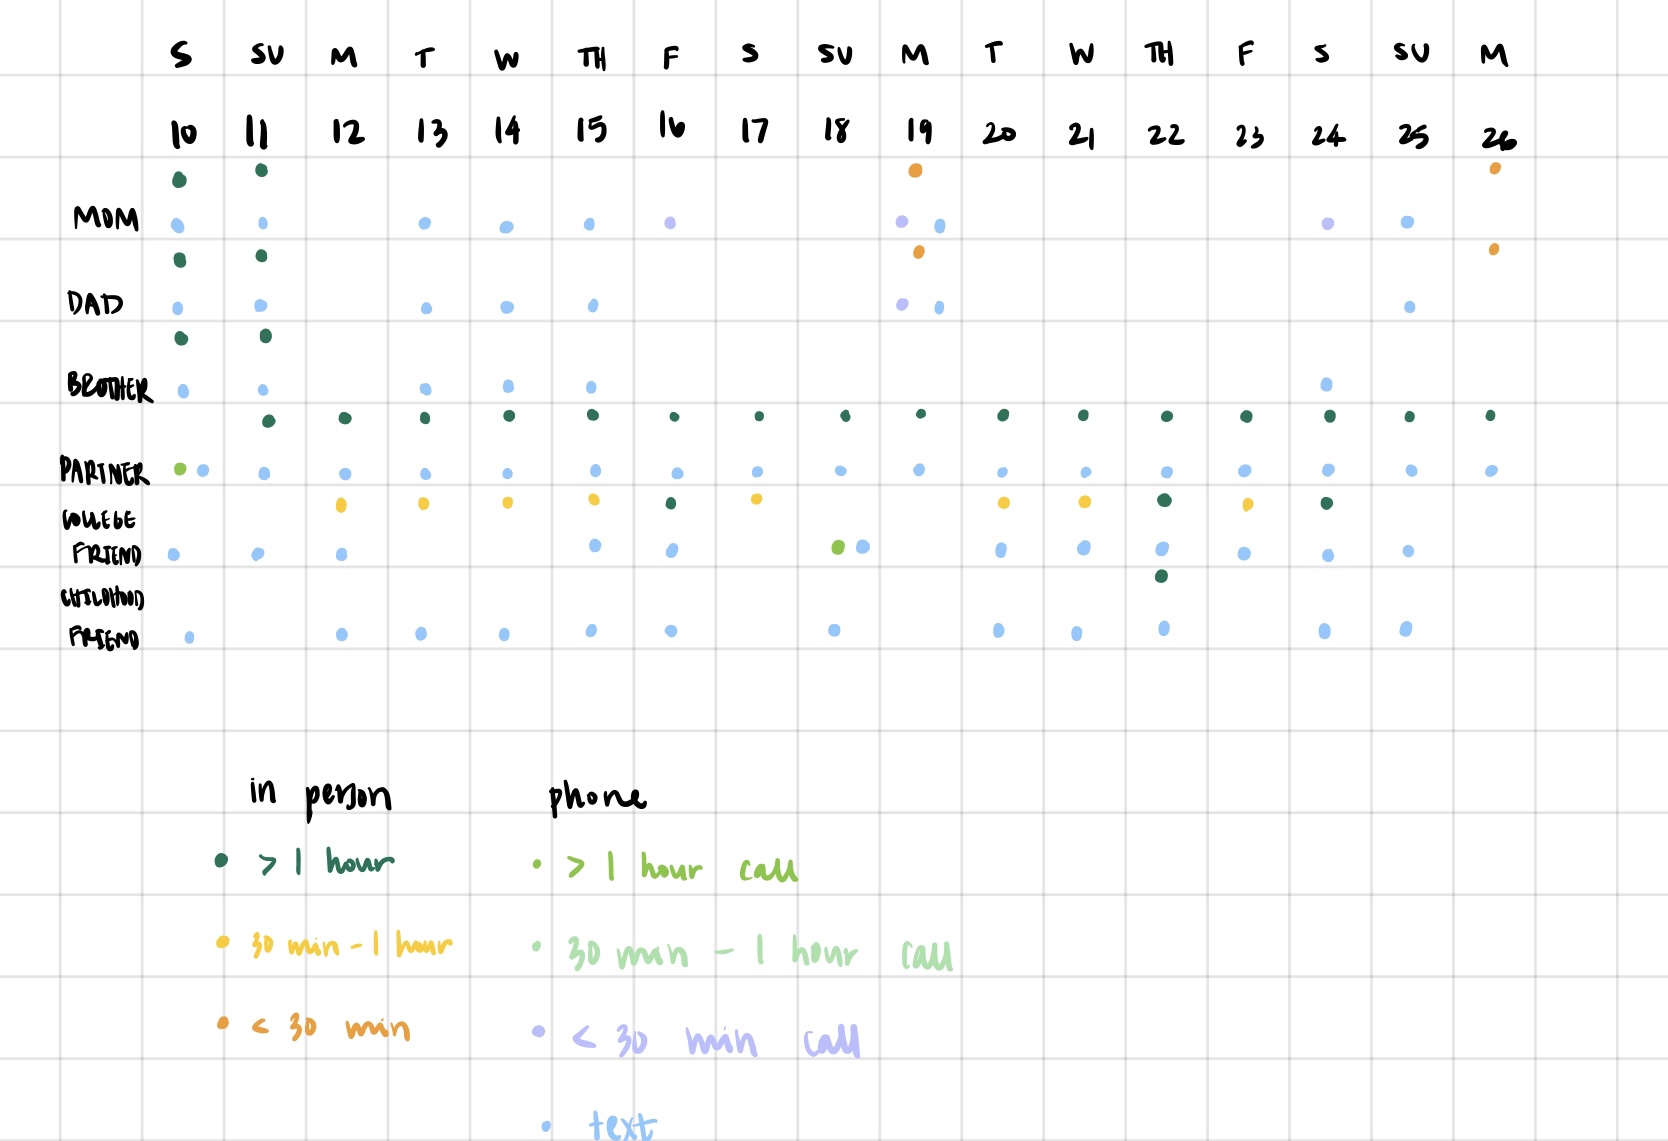 S SU M T W TH F S SU M T W TH F S SU M
10 11 12 13 14 15 16 17 18 19 20 21 22 23 24 25 26
MOM
DAD
BROTHER
PARTNER
COLLEGE
FRIEND
CHILDHOOD
FRIEND
in person phone
> 1 hour > 1 hour call
30 min - 1 hour 30 min - 1 hour call
< 30 min < 30 min call
text